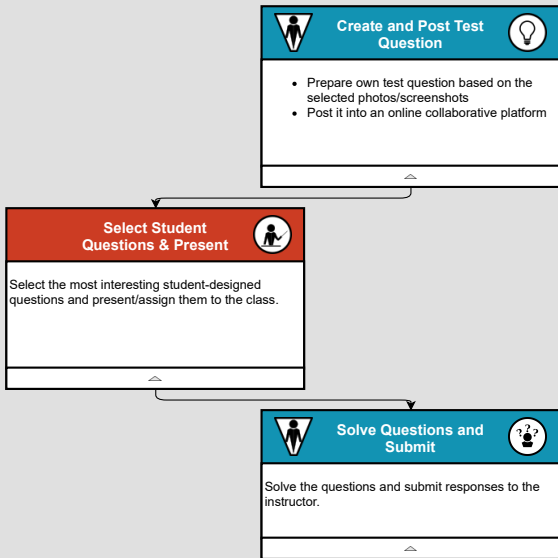 Create and Post Test
Question
• Prepare own test question based on the
selected photos/screenshots
• Post it into an online collaborative platform
Select Student
Questions & Present
Select the most interesting student-designed
questions and present/assign them to the class.
Solve Questions and
Submit
???
Solve the questions and submit responses to the
instructor.